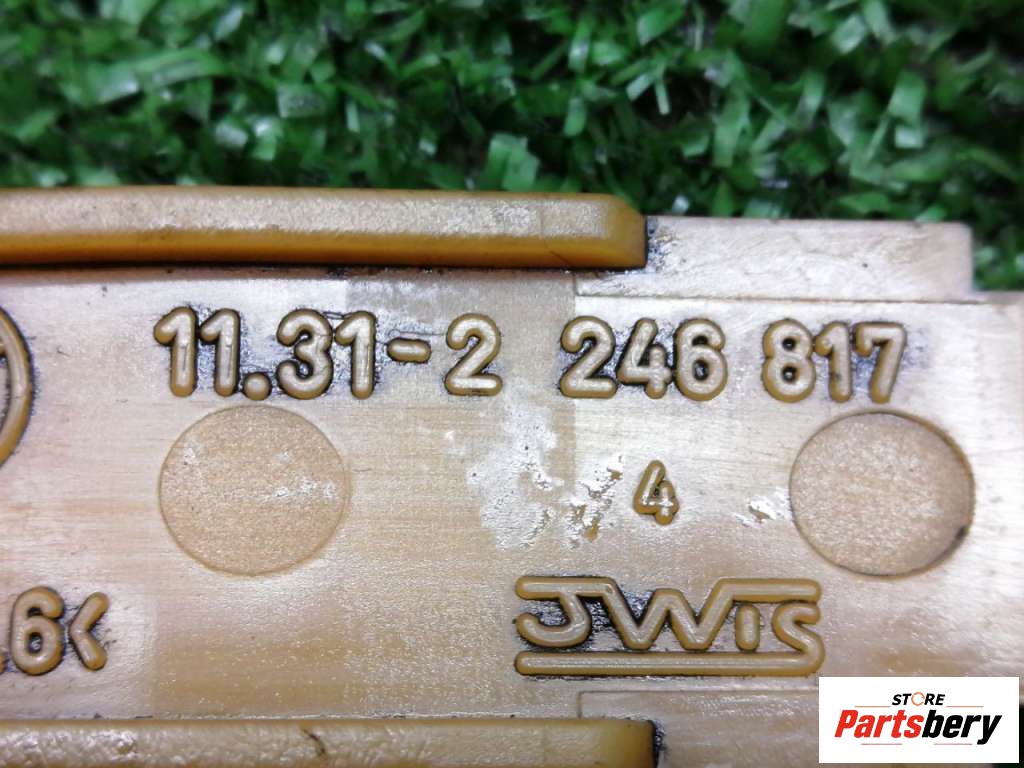 11.31-2 246 817
4
.6<
JWIS
STORE
Partsbery